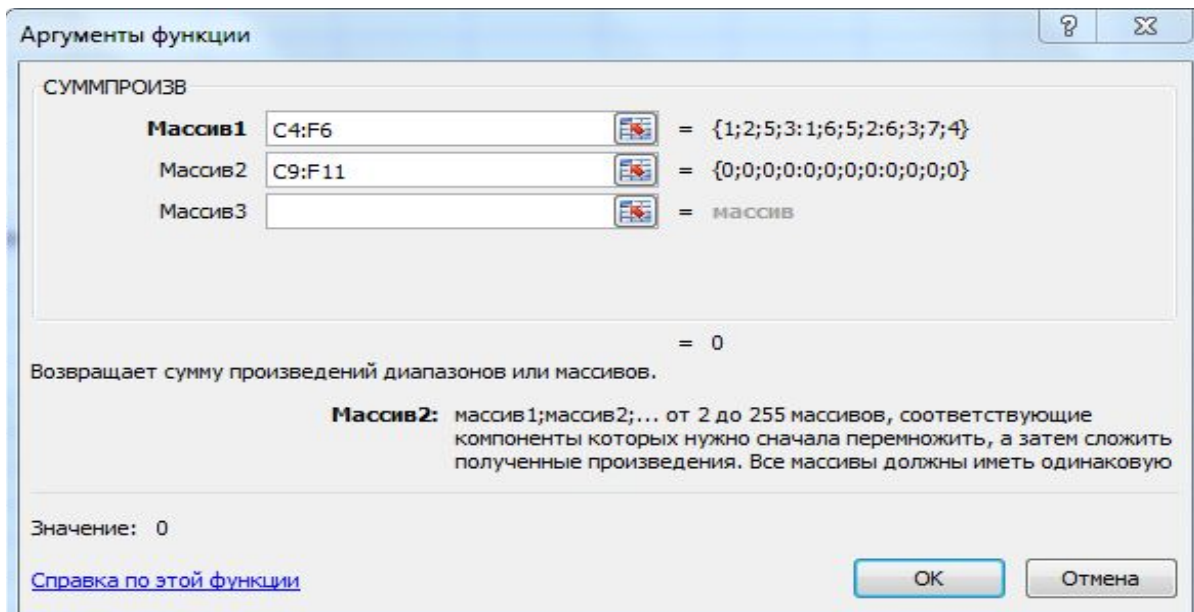 Аргументы функции
СУММПРОИЗВ
Массив1 C4:F6 = {1;2;5;3:1;6;5;2:6;3;7;4}
Массив2 C9:F11 = {0;0;0;0:0;0;0;0:0;0;0;0}
Массив3 = массив
= 0
Возвращает сумму произведений диапазонов или массивов.
Массив2: массив1;массив2;... от 2 до 255 массивов, соответствующие
компоненты которых нужно сначала перемножить, а затем сложить
полученные произведения. Все массивы должны иметь одинаковую
Значение: 0
Справка по этой функции
ОК
Отмена